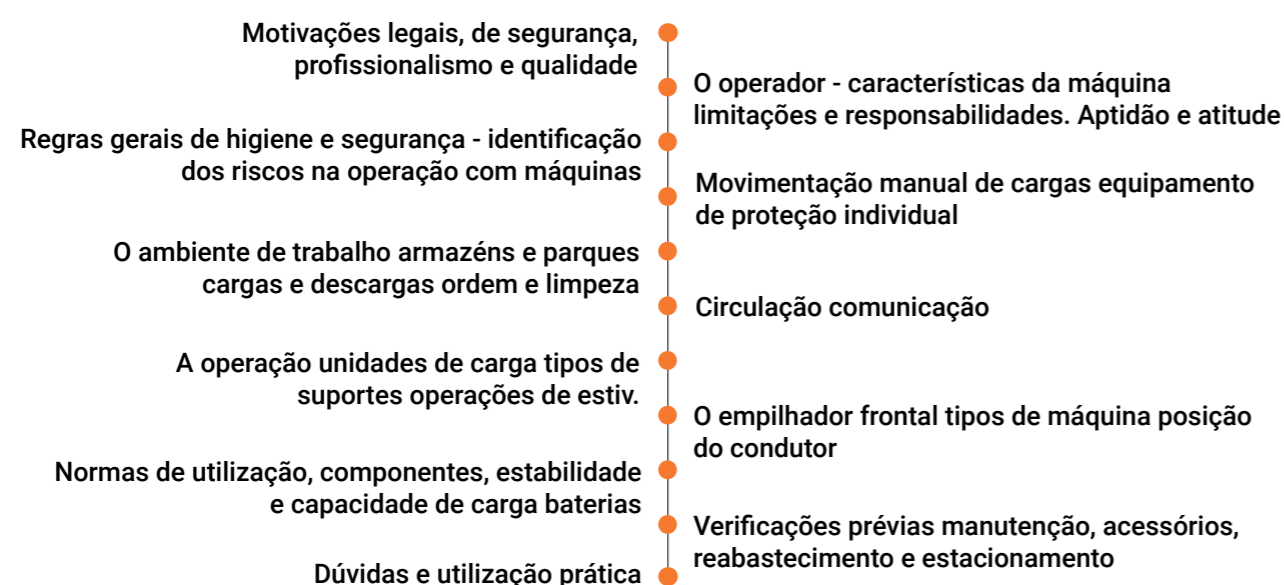 Motivações legais, de segurança,
profissionalismo e qualidade
O operador - características da máquina
limitações e responsabilidades. Aptidão e atitude
Regras gerais de higiene e segurança - identificação
dos riscos na operação com máquinas
Movimentação manual de cargas equipamento
de proteção individual
O ambiente de trabalho armazéns e parques
cargas e descargas ordem e limpeza
Circulação comunicação
A operação unidades de carga tipos de
suportes operações de estiv.
O empilhador frontal tipos de máquina posição
do condutor
Normas de utilização, componentes, estabilidade
e capacidade de carga baterias
Verificações prévias manutenção, acessórios,
reabastecimento e estacionamento
Dúvidas e utilização prática